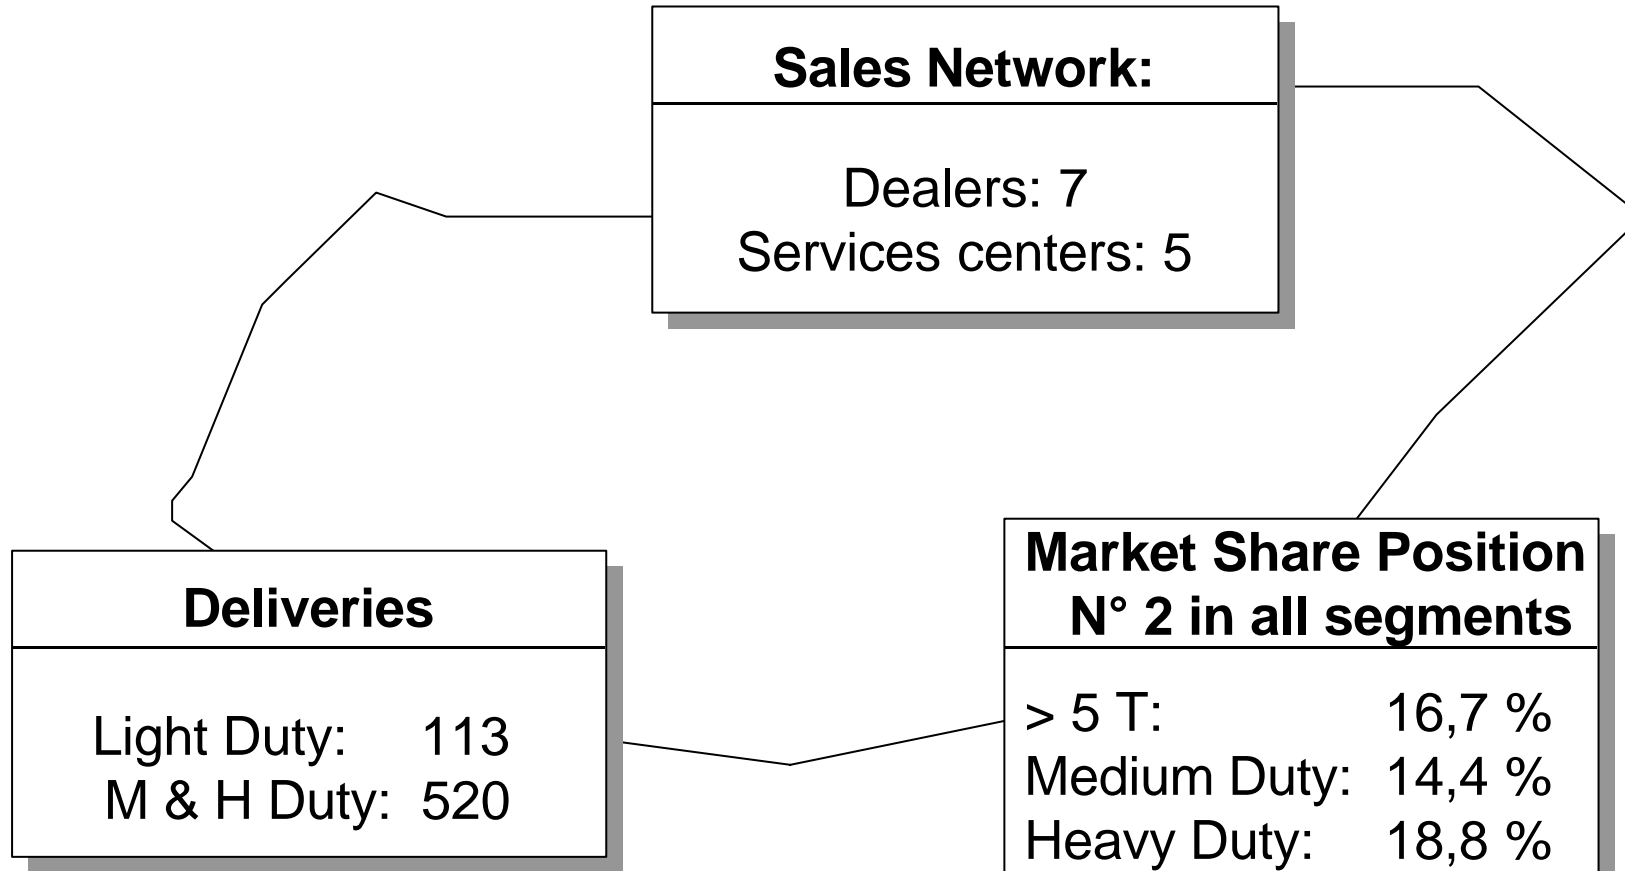 Sales Network:
Dealers: 7
Services centers: 5
Deliveries
Light Duty: 113
M & H Duty: 520
Market Share Position
N° 2 in all segments
> 5 T: 16,7 %
Medium Duty: 14,4 %
Heavy Duty: 18,8 %